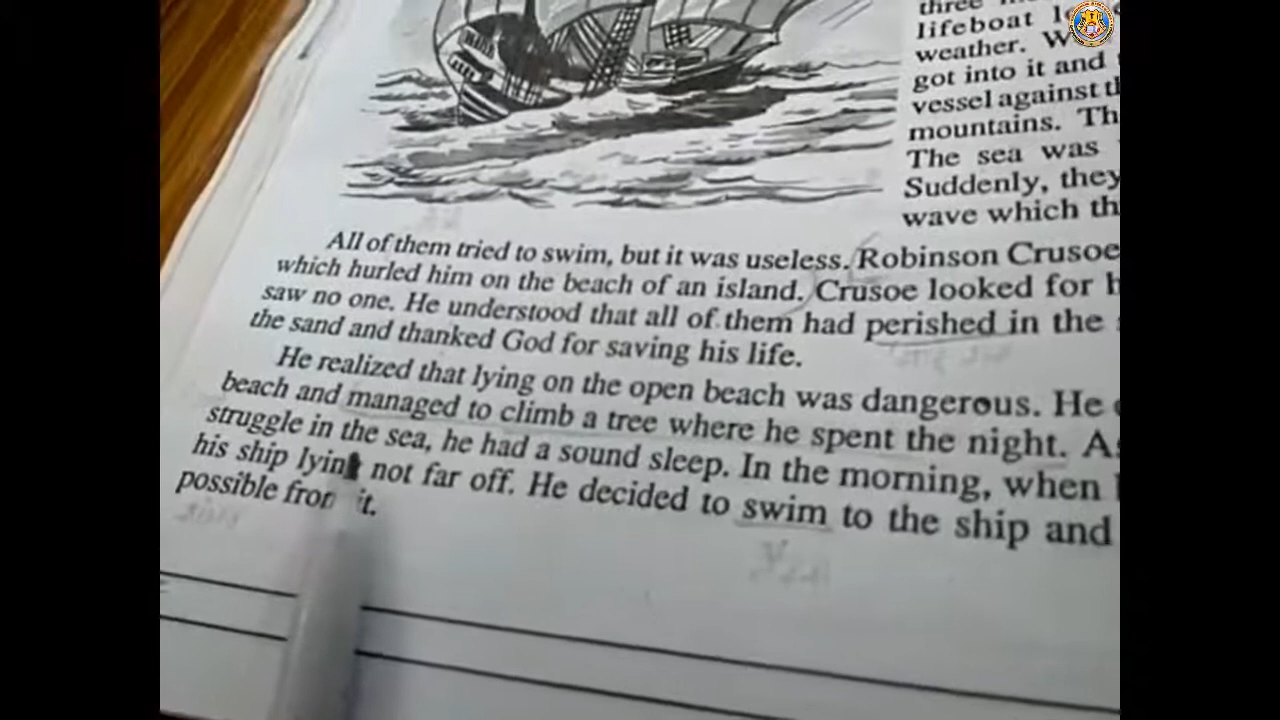 three
lifeboat
weather.
got into it and
vessel against
mountains.
The sea was
Suddenly, they
wave which
All of them tried to swim, but it was useless. Robinson Crusoe
which hurled him on the beach of an island. Crusoe looked for
saw no one. He understood that all of them had perished in the
the sand and thanked God for saving his life.
He realized that lying on the open beach was dangerous. He
beach and managed to climb a tree where he spent the night.
struggle in the sea, he had a sound sleep. In the morning, when
his ship lying not far off. He decided to swim to the ship and
possible from it.